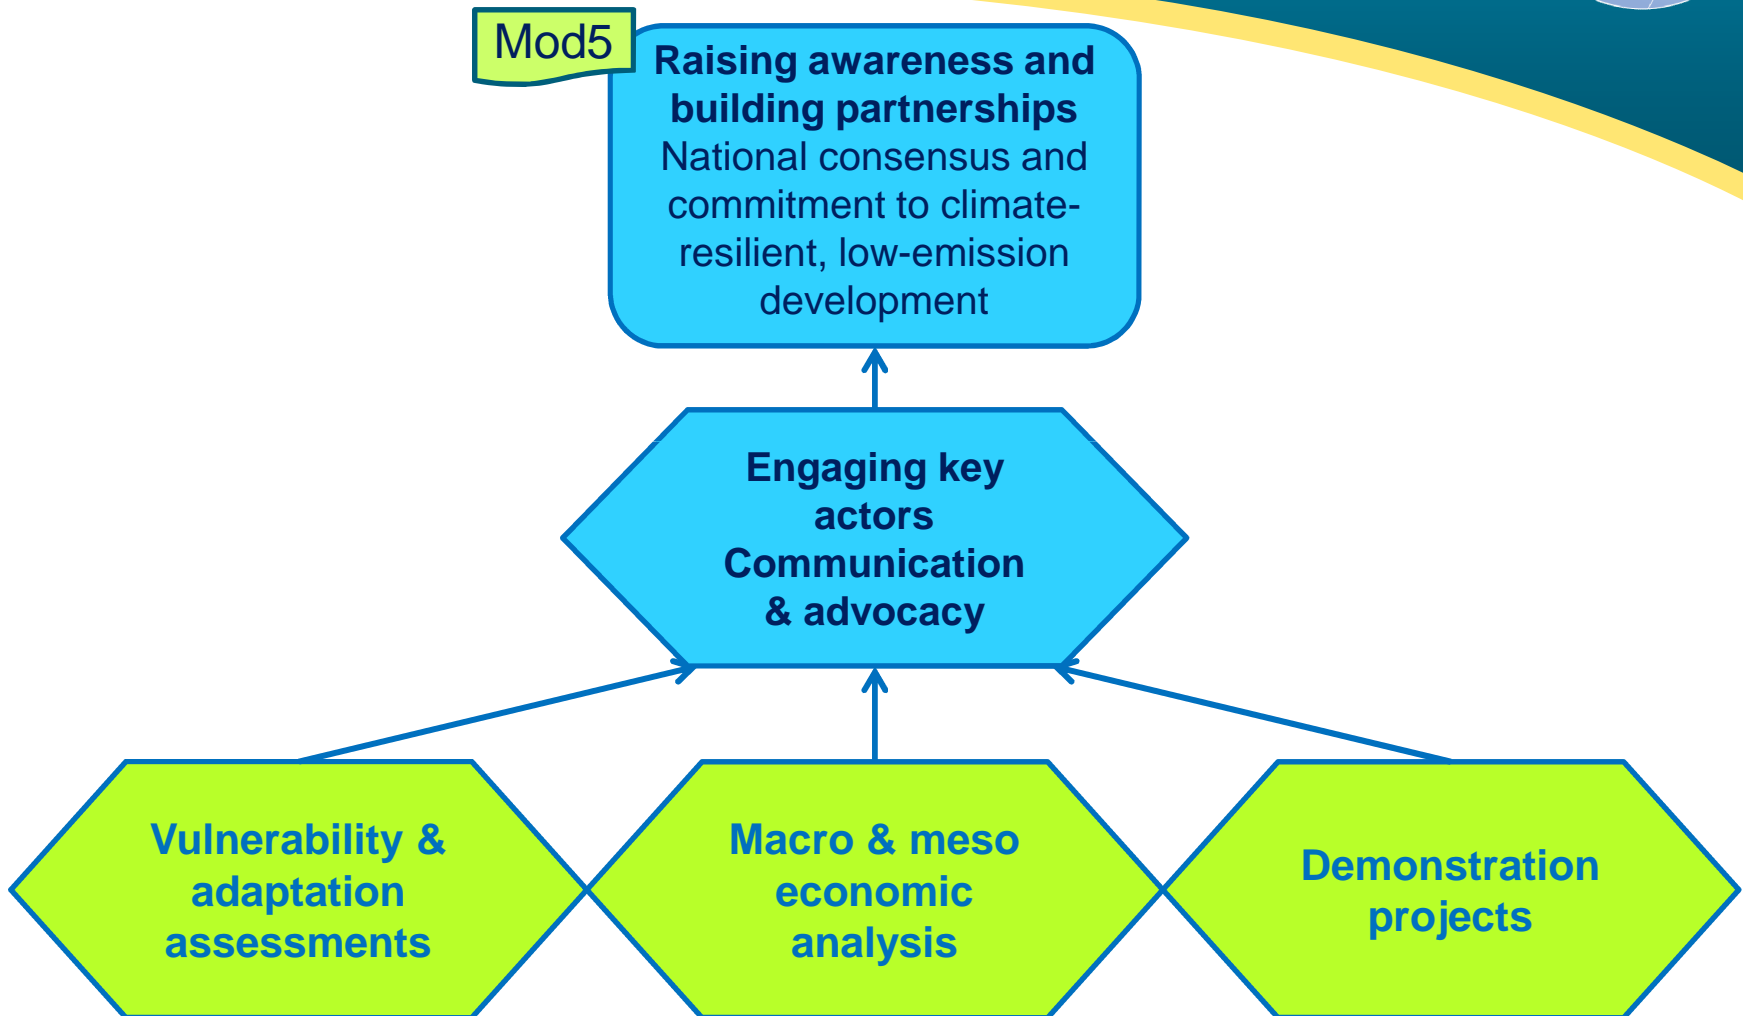 Mod5
Raising awareness and
building partnerships
National consensus and
commitment to climate-
resilient, low-emission
development
Engaging key
actors
Communication
& advocacy
Vulnerability &
adaptation
assessments
Macro & meso
economic
analysis
Demonstration
projects